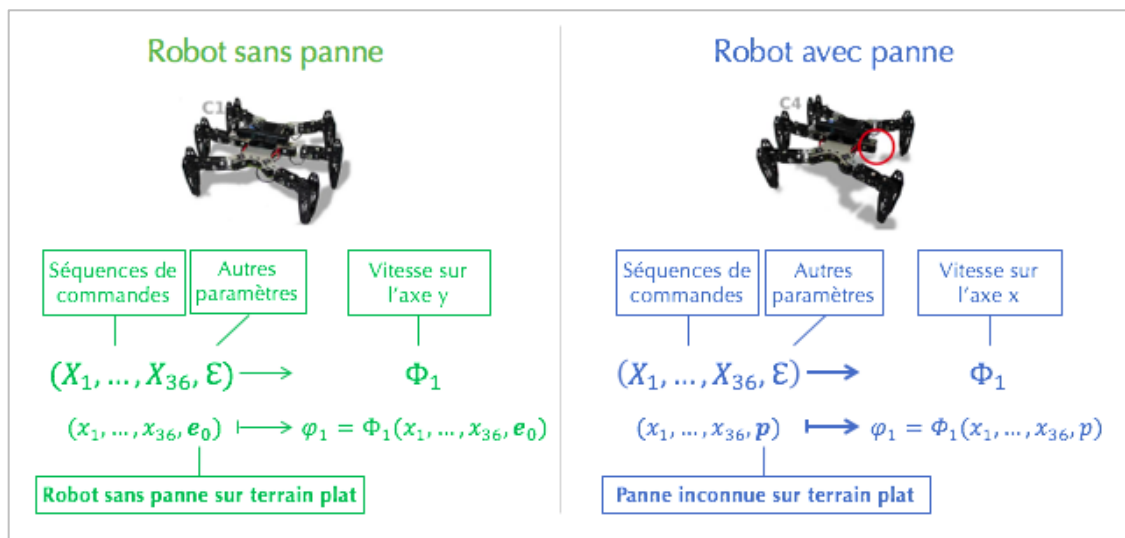 Robot sans panne
C1
Séquences de
commandes
Autres
paramètres
Vitesse sur
l'axe y
(X₁, …, X₃₆, Ɛ) → Φ₁
(x₁, …, x₃₆, e₀) ⟼ φ₁ = Φ₁(x₁, …, x₃₆, e₀)
Robot sans panne sur terrain plat
Robot avec panne
C4
Séquences de
commandes
Autres
paramètres
Vitesse sur
l'axe x
(X₁, …, X₃₆, Ɛ) → Φ₁
(x₁, …, x₃₆, p) ⟼ φ₁ = Φ₁(x₁, …, x₃₆, p)
Panne inconnue sur terrain plat